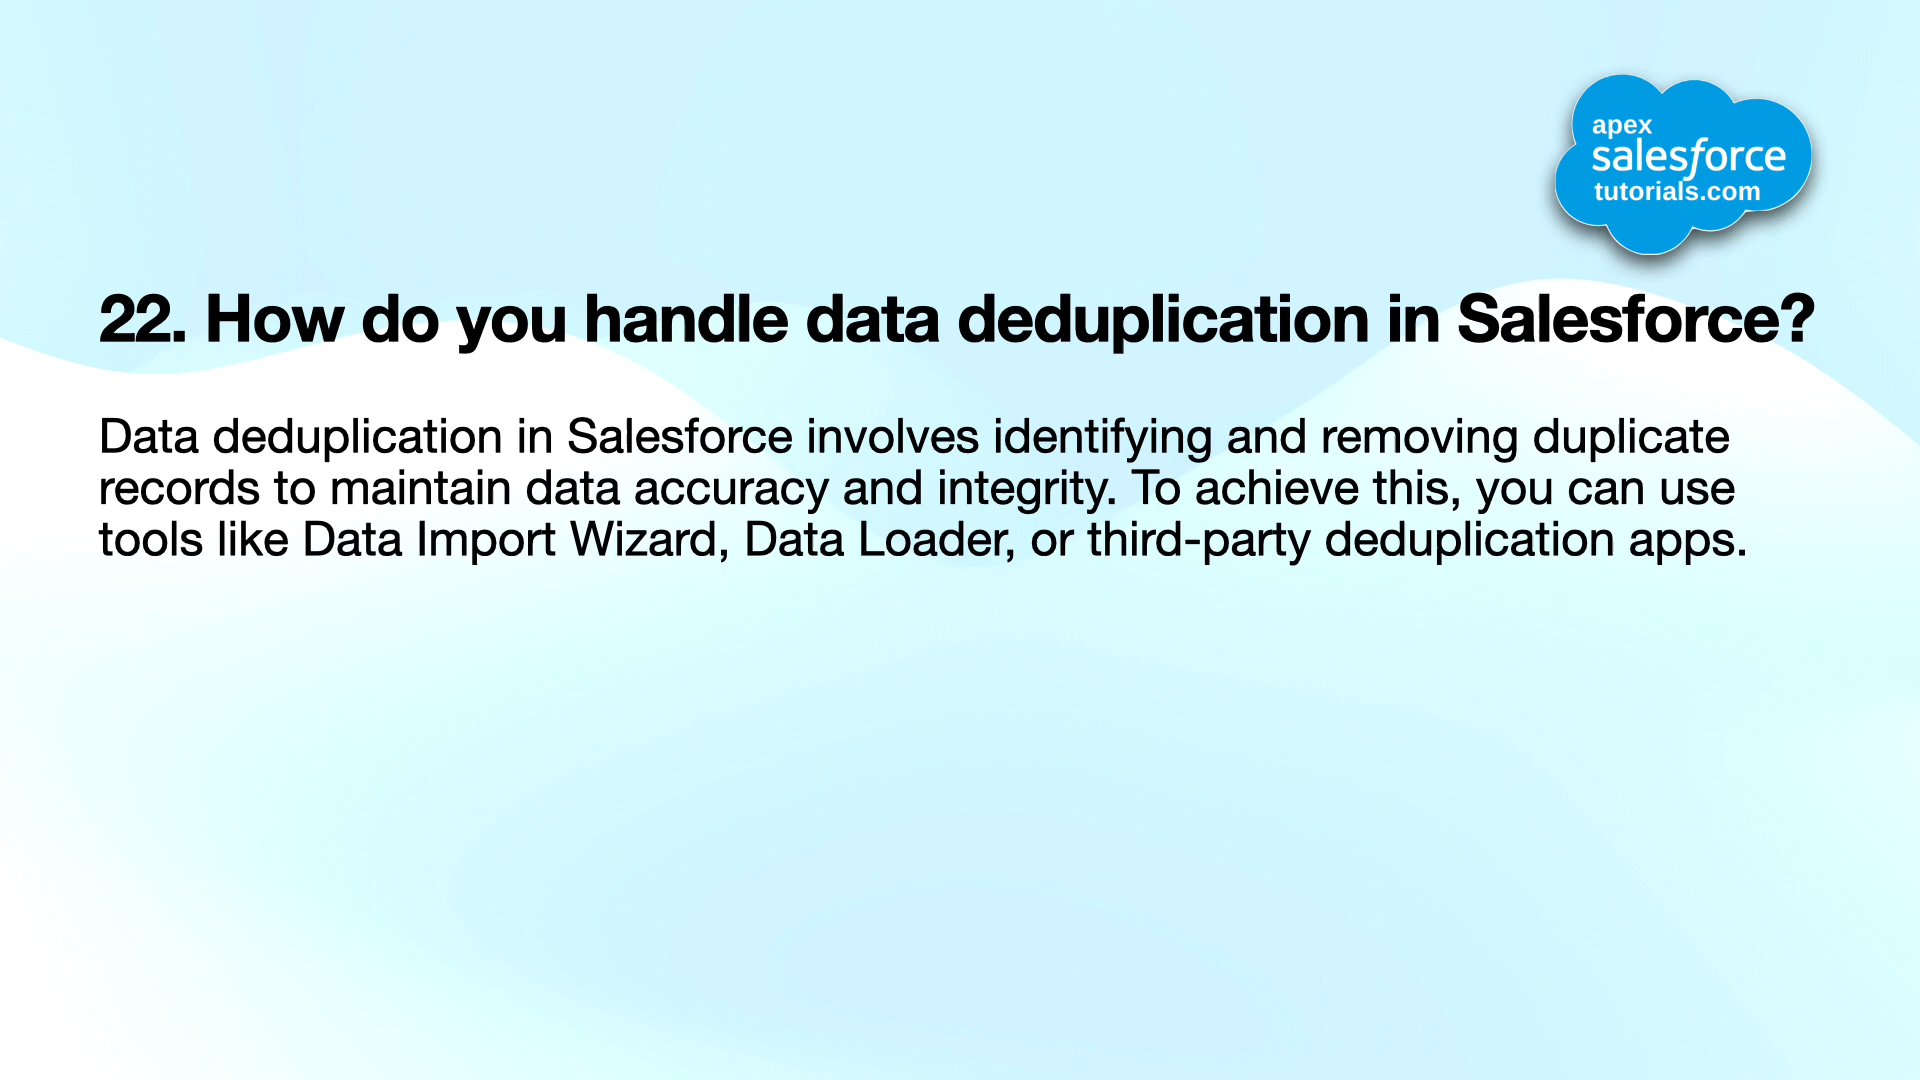 apex
salesforce
tutorials.com
22. How do you handle data deduplication in Salesforce?
Data deduplication in Salesforce involves identifying and removing duplicate
records to maintain data accuracy and integrity. To achieve this, you can use
tools like Data Import Wizard, Data Loader, or third-party deduplication apps.